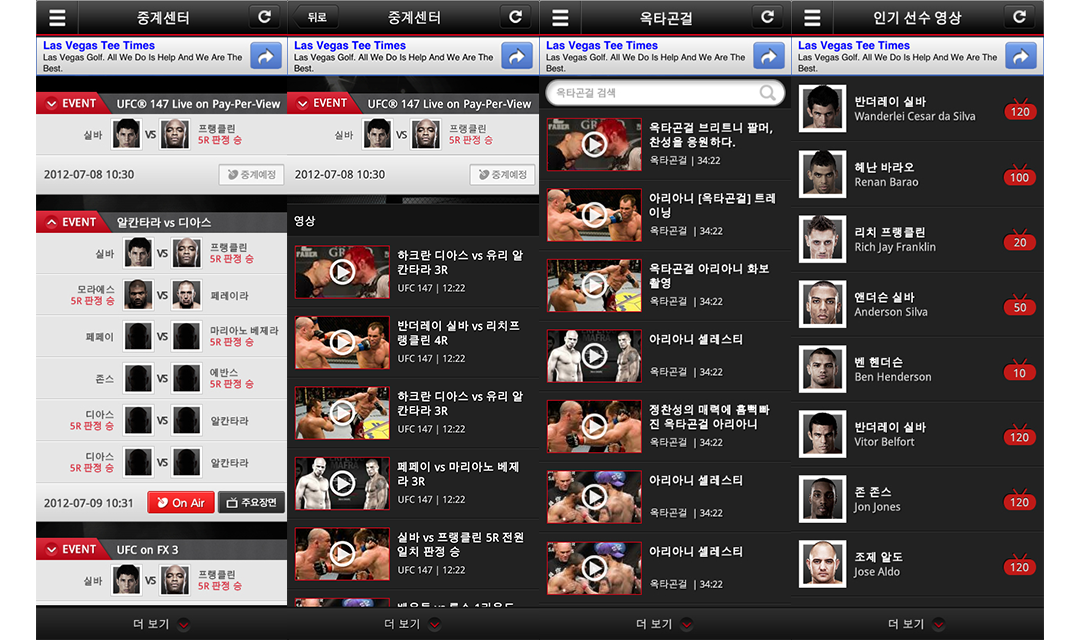 중계센터
Las Vegas Tee Times
Las Vegas Golf. All We Do Is Help And We Are The
Best.
EVENT
UFC® 147 Live on Pay-Per-View
실바
VS
프랭클린
5R 판정 승
2012-07-08 10:30
중계예정
EVENT
알칸타라 vs 디아스
실바
VS
프랭클린
5R 판정 승
모라에스
5R 판정 승
VS
페레이라
페페이
VS
마리아노 베제라
5R 판정 승
존스
VS
에반스
5R 판정 승
디아스
5R 판정 승
VS
알칸타라
디아스
5R 판정 승
VS
알칸타라
2012-07-09 10:31
On Air
주요장면
EVENT
UFC on FX 3
실바
VS
프랭클린
5R 판정 승
더 보기
뒤로
중계센터
Las Vegas Tee Times
Las Vegas Golf. All We Do Is Help And We Are The
Best.
EVENT
UFC® 147 Live on Pay-Per-View
실바
VS
프랭클린
5R 판정 승
2012-07-08 10:30
중계예정
영상
하크란 디아스 vs 유리 알
칸타라 3R
UFC 147 | 12:22
반더레이 실바 vs 리치프
랭클린 4R
UFC 147 | 12:22
하크란 디아스 vs 유리 알
칸타라 3R
UFC 147 | 12:22
페페이 vs 마리아노 베제
라 3R
UFC 147 | 12:22
실바 vs 프랭클린 5R 전원
일치 판정 승
UFC 147 | 12:22
더 보기
옥타곤걸
Las Vegas Tee Times
Las Vegas Golf. All We Do Is Help And We Are The
Best.
옥타곤걸 검색
옥타곤걸 브리트니 팔머,
찬성을 응원하다.
옥타곤걸 | 34:22
아리아니 [옥타곤걸] 트레
이닝
옥타곤걸 | 34:22
옥타곤걸 아리아니 화보
촬영
옥타곤걸 | 34:22
아리아니 셀레스티
옥타곤걸 | 34:22
정찬성의 매력에 흠뻑빠
진 옥타곤걸 아리아니
옥타곤걸 | 34:22
아리아니 셀레스티
옥타곤걸 | 34:22
아리아니 셀레스티
옥타곤걸 | 34:22
더 보기
인기 선수 영상
Las Vegas Tee Times
Las Vegas Golf. All We Do Is Help And We Are The
Best.
반더레이 실바
Wanderlei Cesar da Silva
120
헤난 바라오
Renan Barao
100
리치 프랭클린
Rich Jay Franklin
20
앤더슨 실바
Anderson Silva
50
벤 헨더슨
Ben Henderson
10
반더레이 실바
Vitor Belfort
120
존 존스
Jon Jones
120
조제 알도
Jose Aldo
120
더 보기